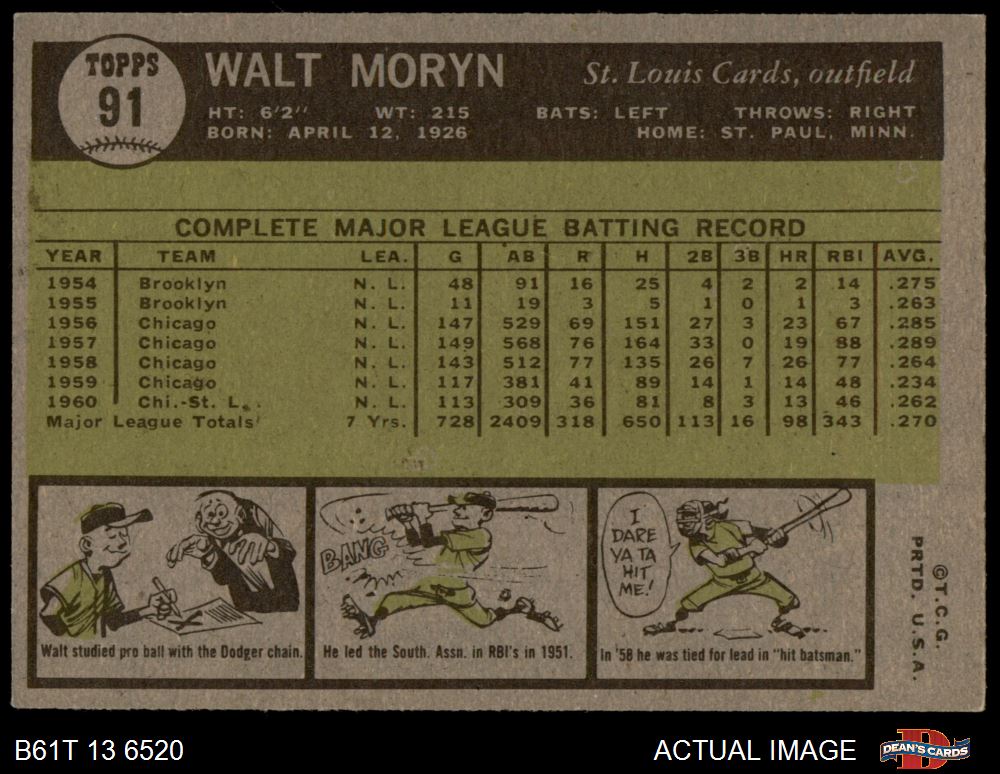 TOPPS
91
WALT MORYN
St. Louis Cards, outfield
HT: 6'2" WT: 215 BATS: LEFT THROWS: RIGHT
BORN: APRIL 12, 1926 HOME: ST. PAUL, MINN.
COMPLETE MAJOR LEAGUE BATTING RECORD
YEAR TEAM LEA. G AB R H 2B 3B HR RBI AVG.
1954 Brooklyn N. L. 48 91 16 25 4 2 2 14 .275
1955 Brooklyn N. L. 11 19 3 5 1 0 1 3 .263
1956 Chicago N. L. 147 529 69 151 27 3 23 67 .285
1957 Chicago N. L. 149 568 76 164 33 0 19 88 .289
1958 Chicago N. L. 143 512 77 135 26 7 26 77 .264
1959 Chicago N. L. 117 381 41 89 14 1 14 48 .234
1960 Chi.-St. L. N. L. 113 309 36 81 8 3 13 46 .262
Major League Totals 7 Yrs. 728 2409 318 650 113 16 98 343 .270
Walt studied pro ball with the Dodger chain.
BANG
He led the South. Assn. in RBI's in 1951.
I
DARE
YA TA
HIT
ME!
In '58 he was tied for lead in "hit batsman."
©T.C.G.
PRTD. U.S.A.
B61T 13 6520
ACTUAL IMAGE
DEAN'S CARDS